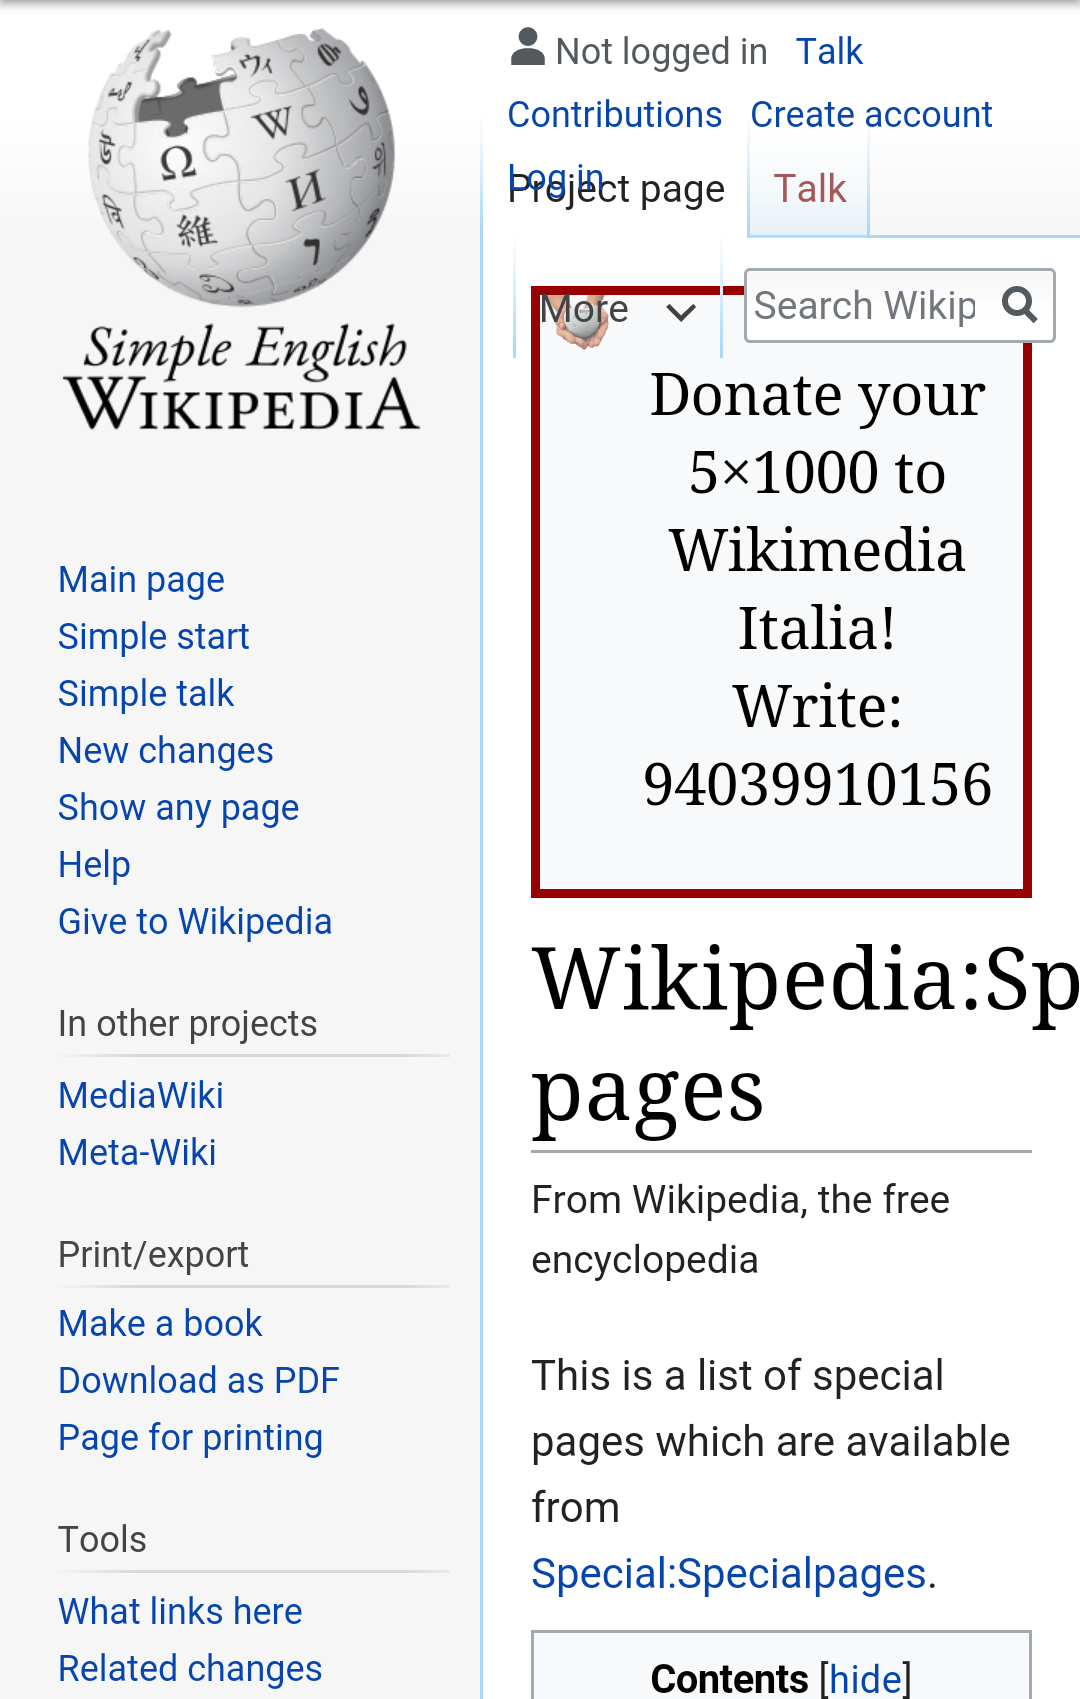 Simple English
WIKIPEDIA
Not logged in Talk
Contributions Create account
Log in
Project page Talk
More
Search Wikip
Donate your
5×1000 to
Wikimedia
Italia!
Write:
94039910156
Main page
Simple start
Simple talk
New changes
Show any page
Help
Give to Wikipedia
In other projects
MediaWiki
Meta-Wiki
Print/export
Make a book
Download as PDF
Page for printing
Tools
What links here
Related changes
Wikipedia:Sp
pages
From Wikipedia, the free
encyclopedia
This is a list of special
pages which are available
from
Special:Specialpages.
Contents [hide]